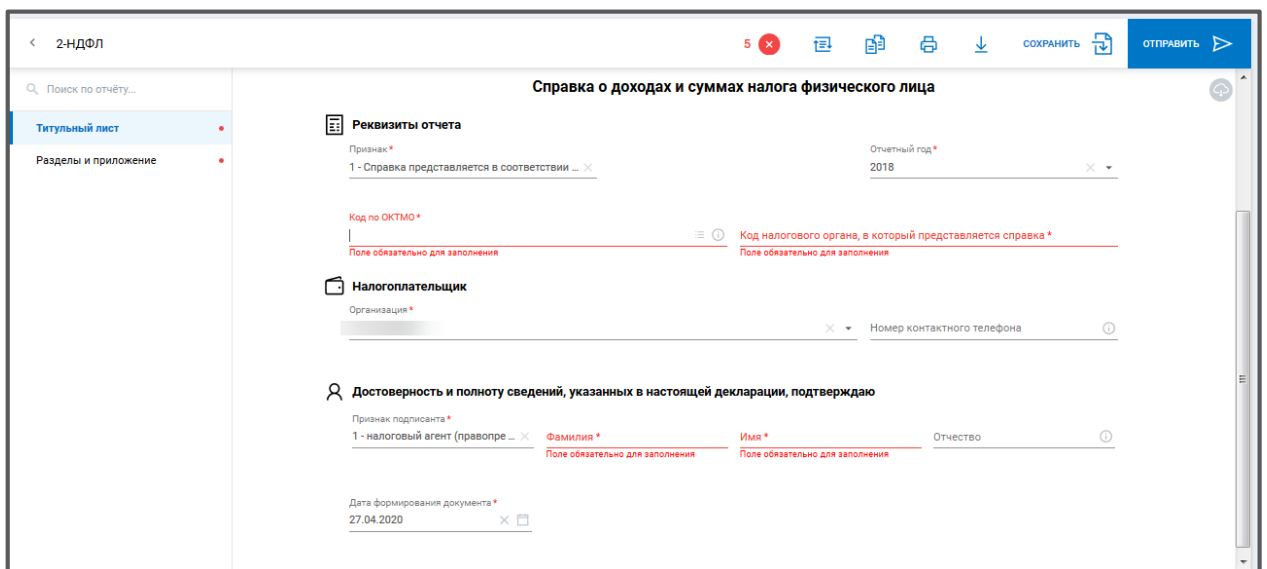 2-НДФЛ
5
СОХРАНИТЬ
ОТПРАВИТЬ
Поиск по отчёту...
Титульный лист
Разделы и приложение
Справка о доходах и суммах налога физического лица
Реквизиты отчета
Признак *
Отчетный год *
1 - Справка представляется в соответствии ...
2018
Код по ОКТМО *
Код налогового органа, в который представляется справка *
Поле обязательно для заполнения
Поле обязательно для заполнения
Налогоплательщик
Организация *
Номер контактного телефона
Достоверность и полноту сведений, указанных в настоящей декларации, подтверждаю
Признак подписанта *
1 - налоговый агент (правопре ...
Фамилия *
Имя *
Отчество
Поле обязательно для заполнения
Поле обязательно для заполнения
Дата формирования документа *
27.04.2020